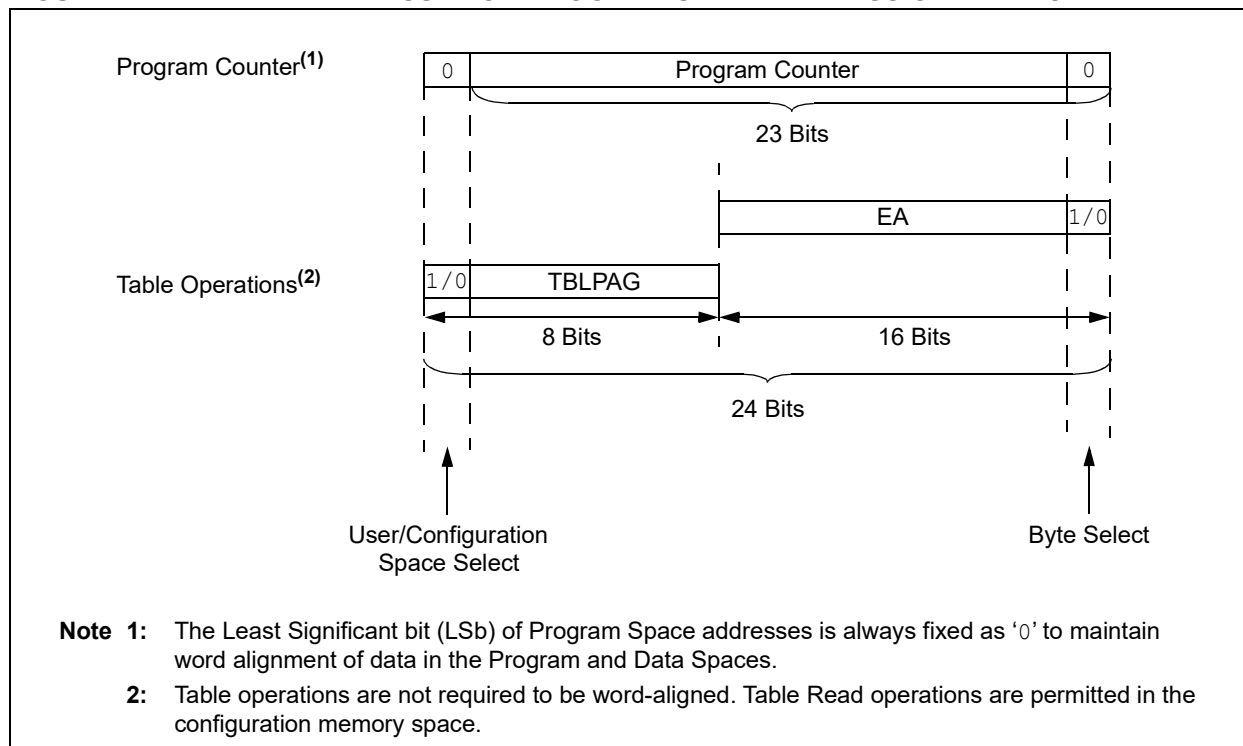 Program Counter(1)
0 Program Counter 0
23 Bits
EA 1/0
Table Operations(2) 1/0 TBLPAG
8 Bits 16 Bits
24 Bits
User/Configuration
Space Select
Byte Select
Note 1: The Least Significant bit (LSb) of Program Space addresses is always fixed as ‘0’ to maintain
word alignment of data in the Program and Data Spaces.
2: Table operations are not required to be word-aligned. Table Read operations are permitted in the
configuration memory space.